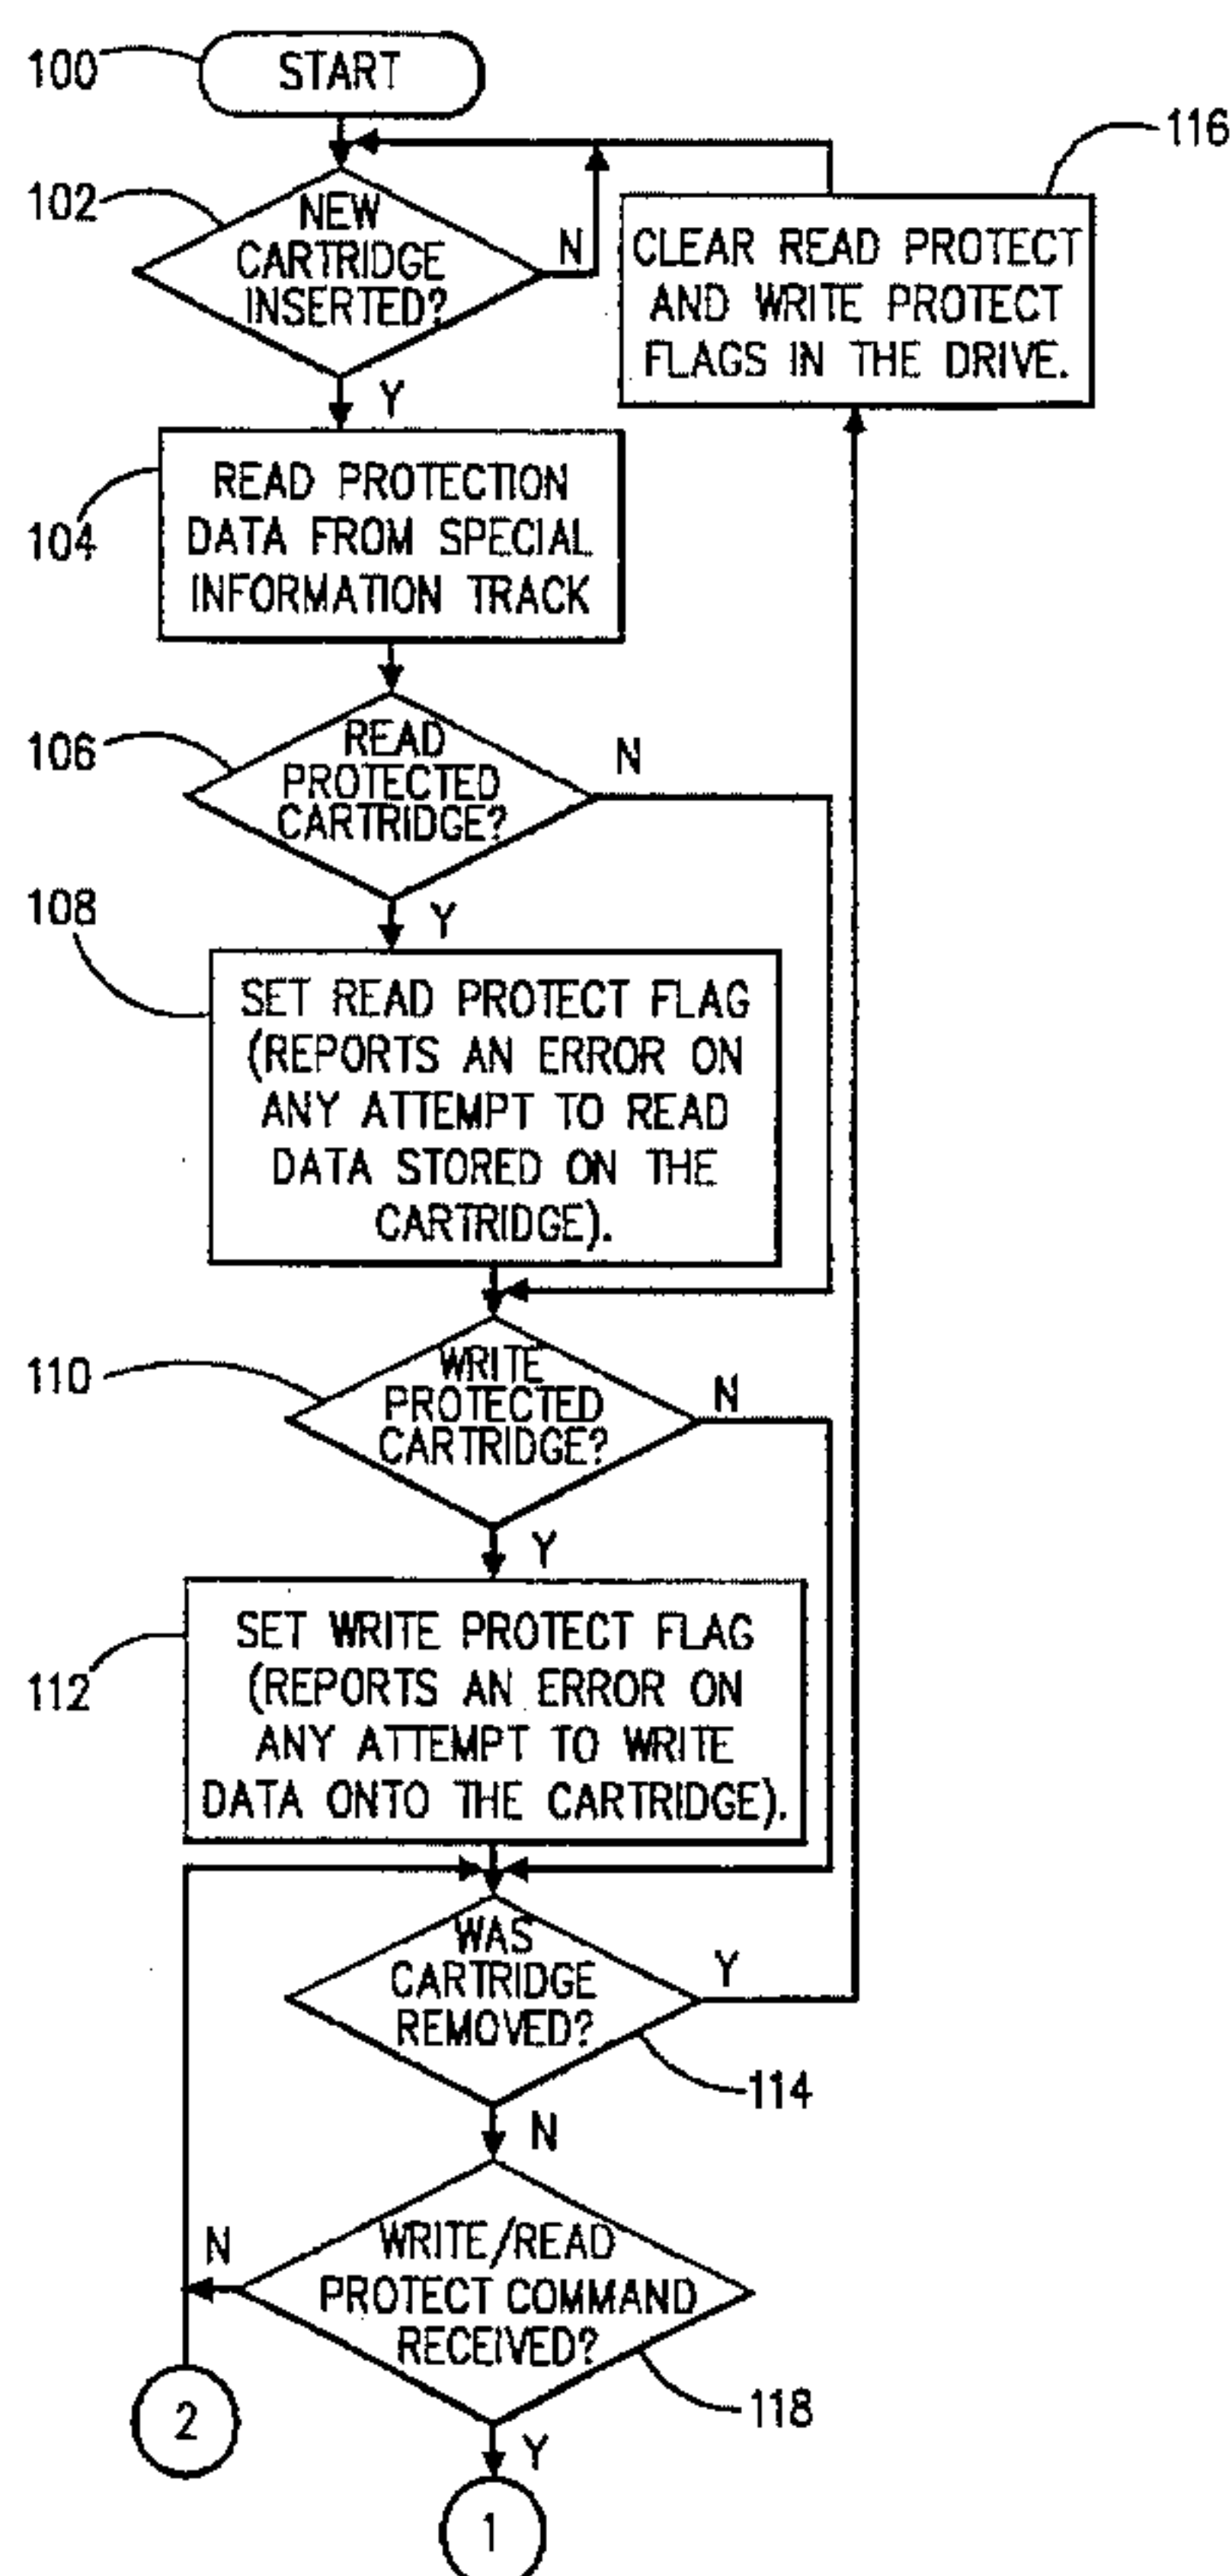 100
START
116
102
NEW
CARTRIDGE
INSERTED?
N
CLEAR READ PROTECT
AND WRITE PROTECT
FLAGS IN THE DRIVE.
Y
104
READ PROTECTION
DATA FROM SPECIAL
INFORMATION TRACK
106
READ
PROTECTED
CARTRIDGE?
N
108
Y
SET READ PROTECT FLAG
(REPORTS AN ERROR ON
ANY ATTEMPT TO READ
DATA STORED ON THE
CARTRIDGE).
110
WRITE
PROTECTED
CARTRIDGE?
N
Y
112
SET WRITE PROTECT FLAG
(REPORTS AN ERROR ON
ANY ATTEMPT TO WRITE
DATA ONTO THE CARTRIDGE).
WAS
CARTRIDGE
REMOVED?
Y
114
N
N
WRITE/READ
PROTECT COMMAND
RECEIVED?
118
2
Y
1